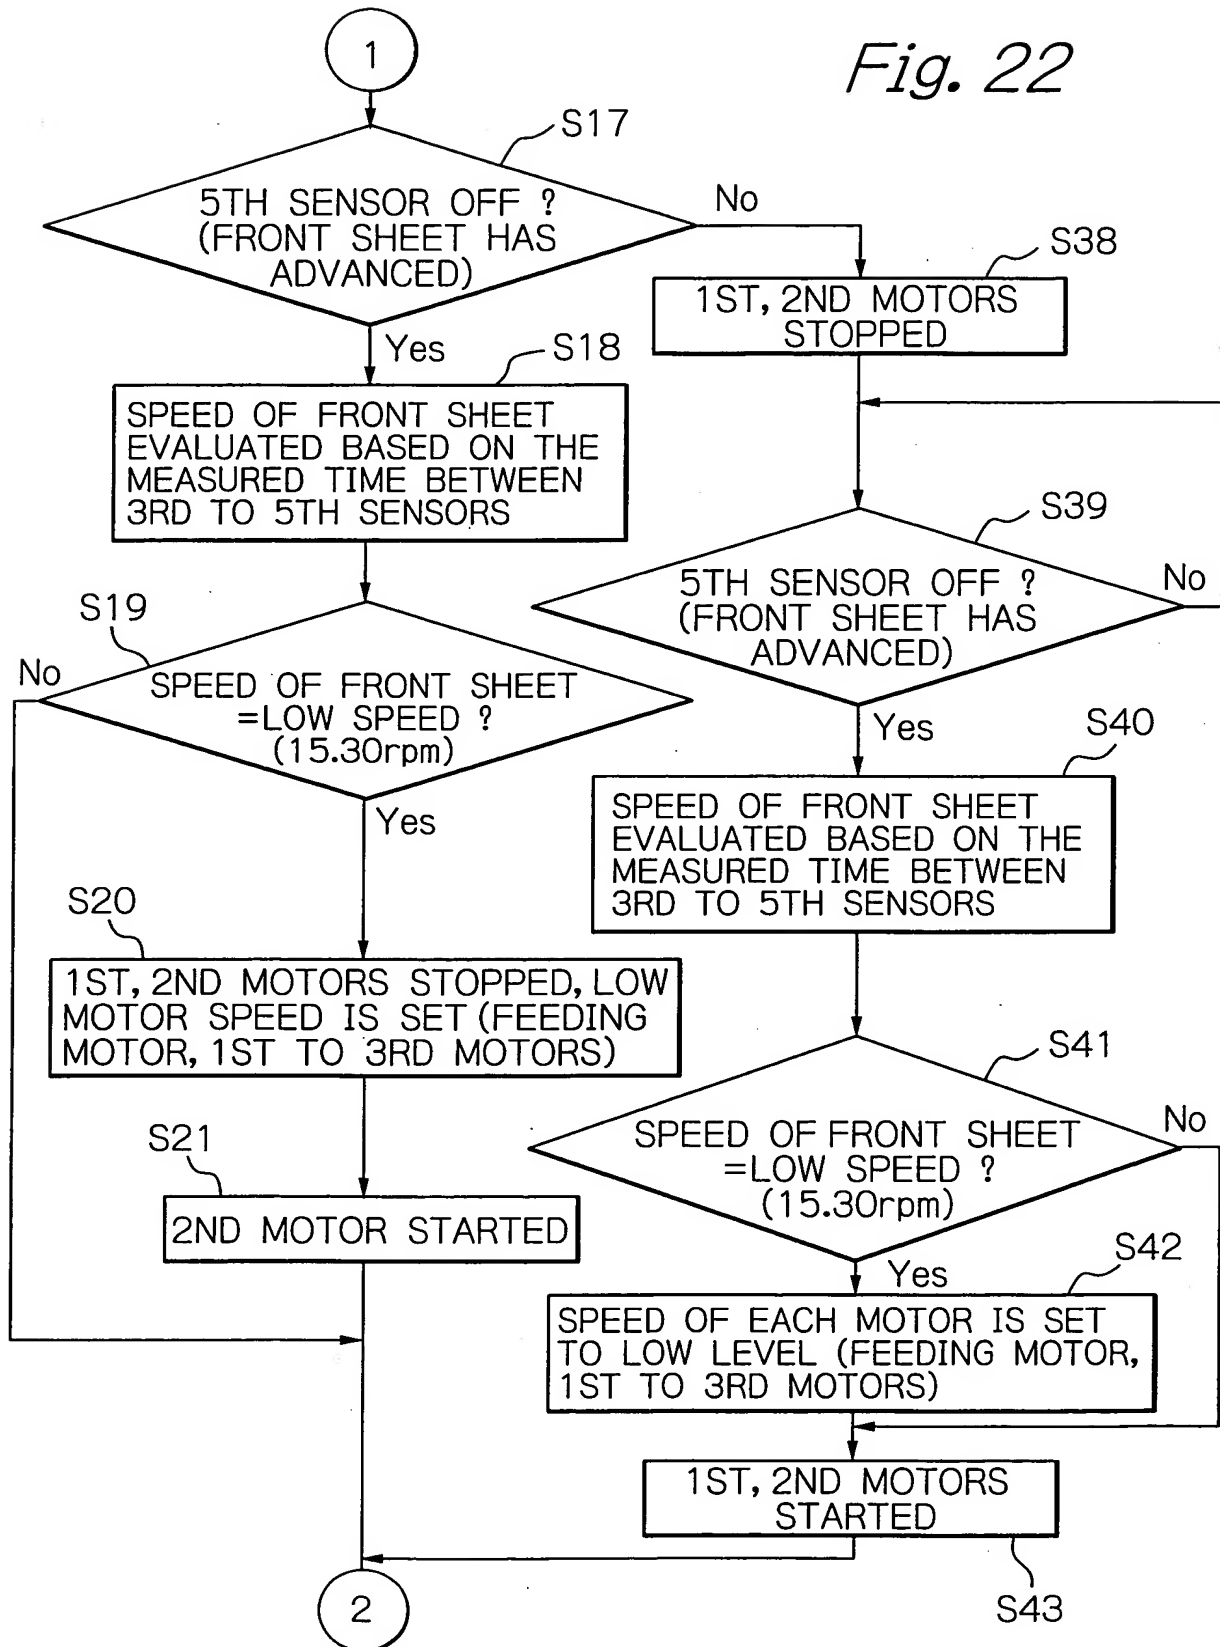 Fig. 22
1
S17
5TH SENSOR OFF ?
(FRONT SHEET HAS
ADVANCED)
No
Yes
S38
1ST, 2ND MOTORS
STOPPED
S18
SPEED OF FRONT SHEET
EVALUATED BASED ON THE
MEASURED TIME BETWEEN
3RD TO 5TH SENSORS
S39
5TH SENSOR OFF ?
(FRONT SHEET HAS
ADVANCED)
No
Yes
S19
No
SPEED OF FRONT SHEET
=LOW SPEED ?
(15.30rpm)
Yes
S40
SPEED OF FRONT SHEET
EVALUATED BASED ON THE
MEASURED TIME BETWEEN
3RD TO 5TH SENSORS
S20
1ST, 2ND MOTORS STOPPED, LOW
MOTOR SPEED IS SET (FEEDING
MOTOR, 1ST TO 3RD MOTORS)
S41
SPEED OF FRONT SHEET
=LOW SPEED ?
(15.30rpm)
No
Yes
S21
2ND MOTOR STARTED
S42
SPEED OF EACH MOTOR IS SET
TO LOW LEVEL (FEEDING MOTOR,
1ST TO 3RD MOTORS)
1ST, 2ND MOTORS
STARTED
S43
2